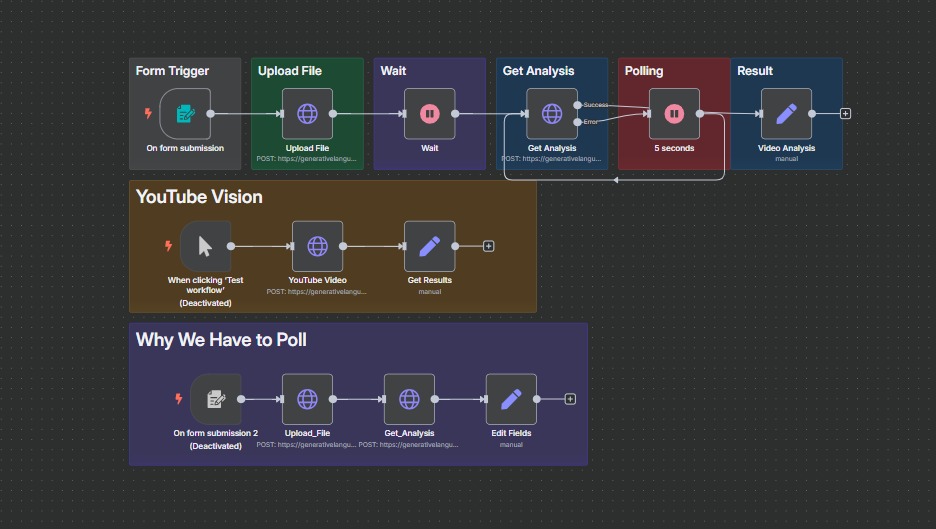 Form Trigger
Upload File
Wait
Get Analysis
Polling
Result
Success
Error
On form submission
Upload File
POST: https://generativelangu...
Wait
Get Analysis
POST: https://generativelangu...
5 seconds
Video Analysis
manual
YouTube Vision
When clicking 'Test
workflow'
(Deactivated)
YouTube Video
POST: https://generativelangu...
Get Results
manual
Why We Have to Poll
On form submission 2
(Deactivated)
Upload_File
POST: https://generativelangu...
Get_Analysis
POST: https://generativelangu...
Edit Fields
manual